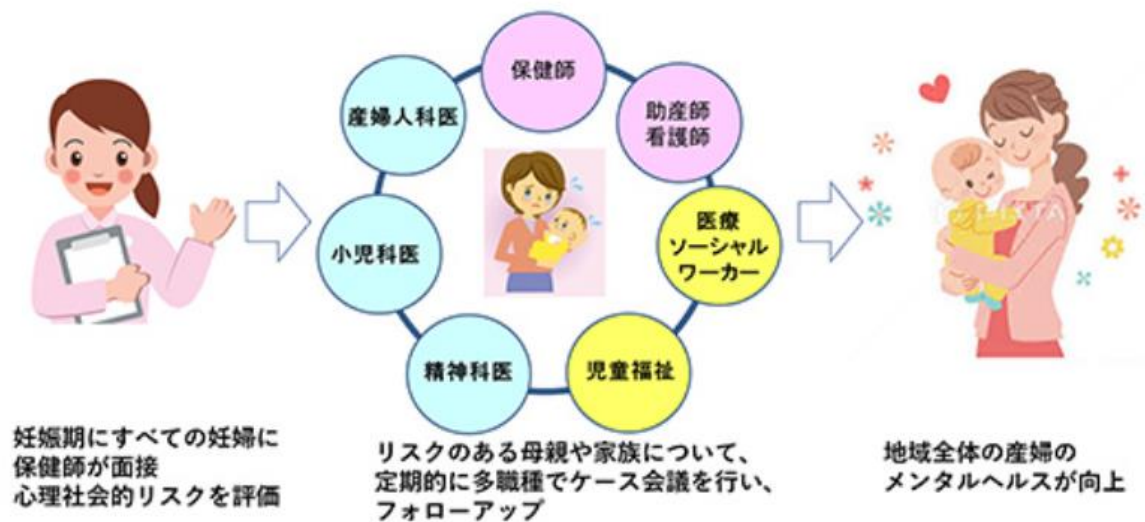 保健師
産婦人科医
助産師
看護師
小児科医
医療
ソーシャル
ワーカー
精神科医
児童福祉
妊娠期にすべての妊婦に
保健師が面接
心理社会的リスクを評価
リスクのある母親や家族について、
定期的に多職種でケース会議を行い、
フォローアップ
地域全体の産婦の
メンタルヘルスが向上